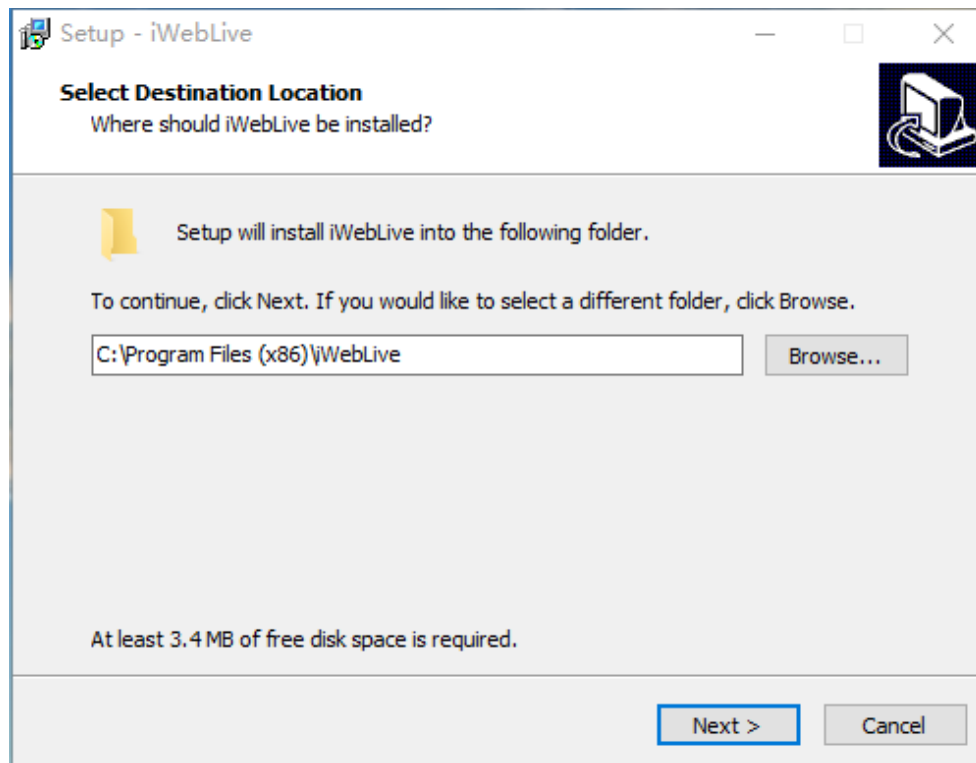 Setup - iWebLive
Select Destination Location
Where should iWebLive be installed?
Setup will install iWebLive into the following folder.
To continue, click Next. If you would like to select a different folder, click Browse.
C:\Program Files (x86)\iWebLive
Browse...
At least 3.4 MB of free disk space is required.
Next >
Cancel